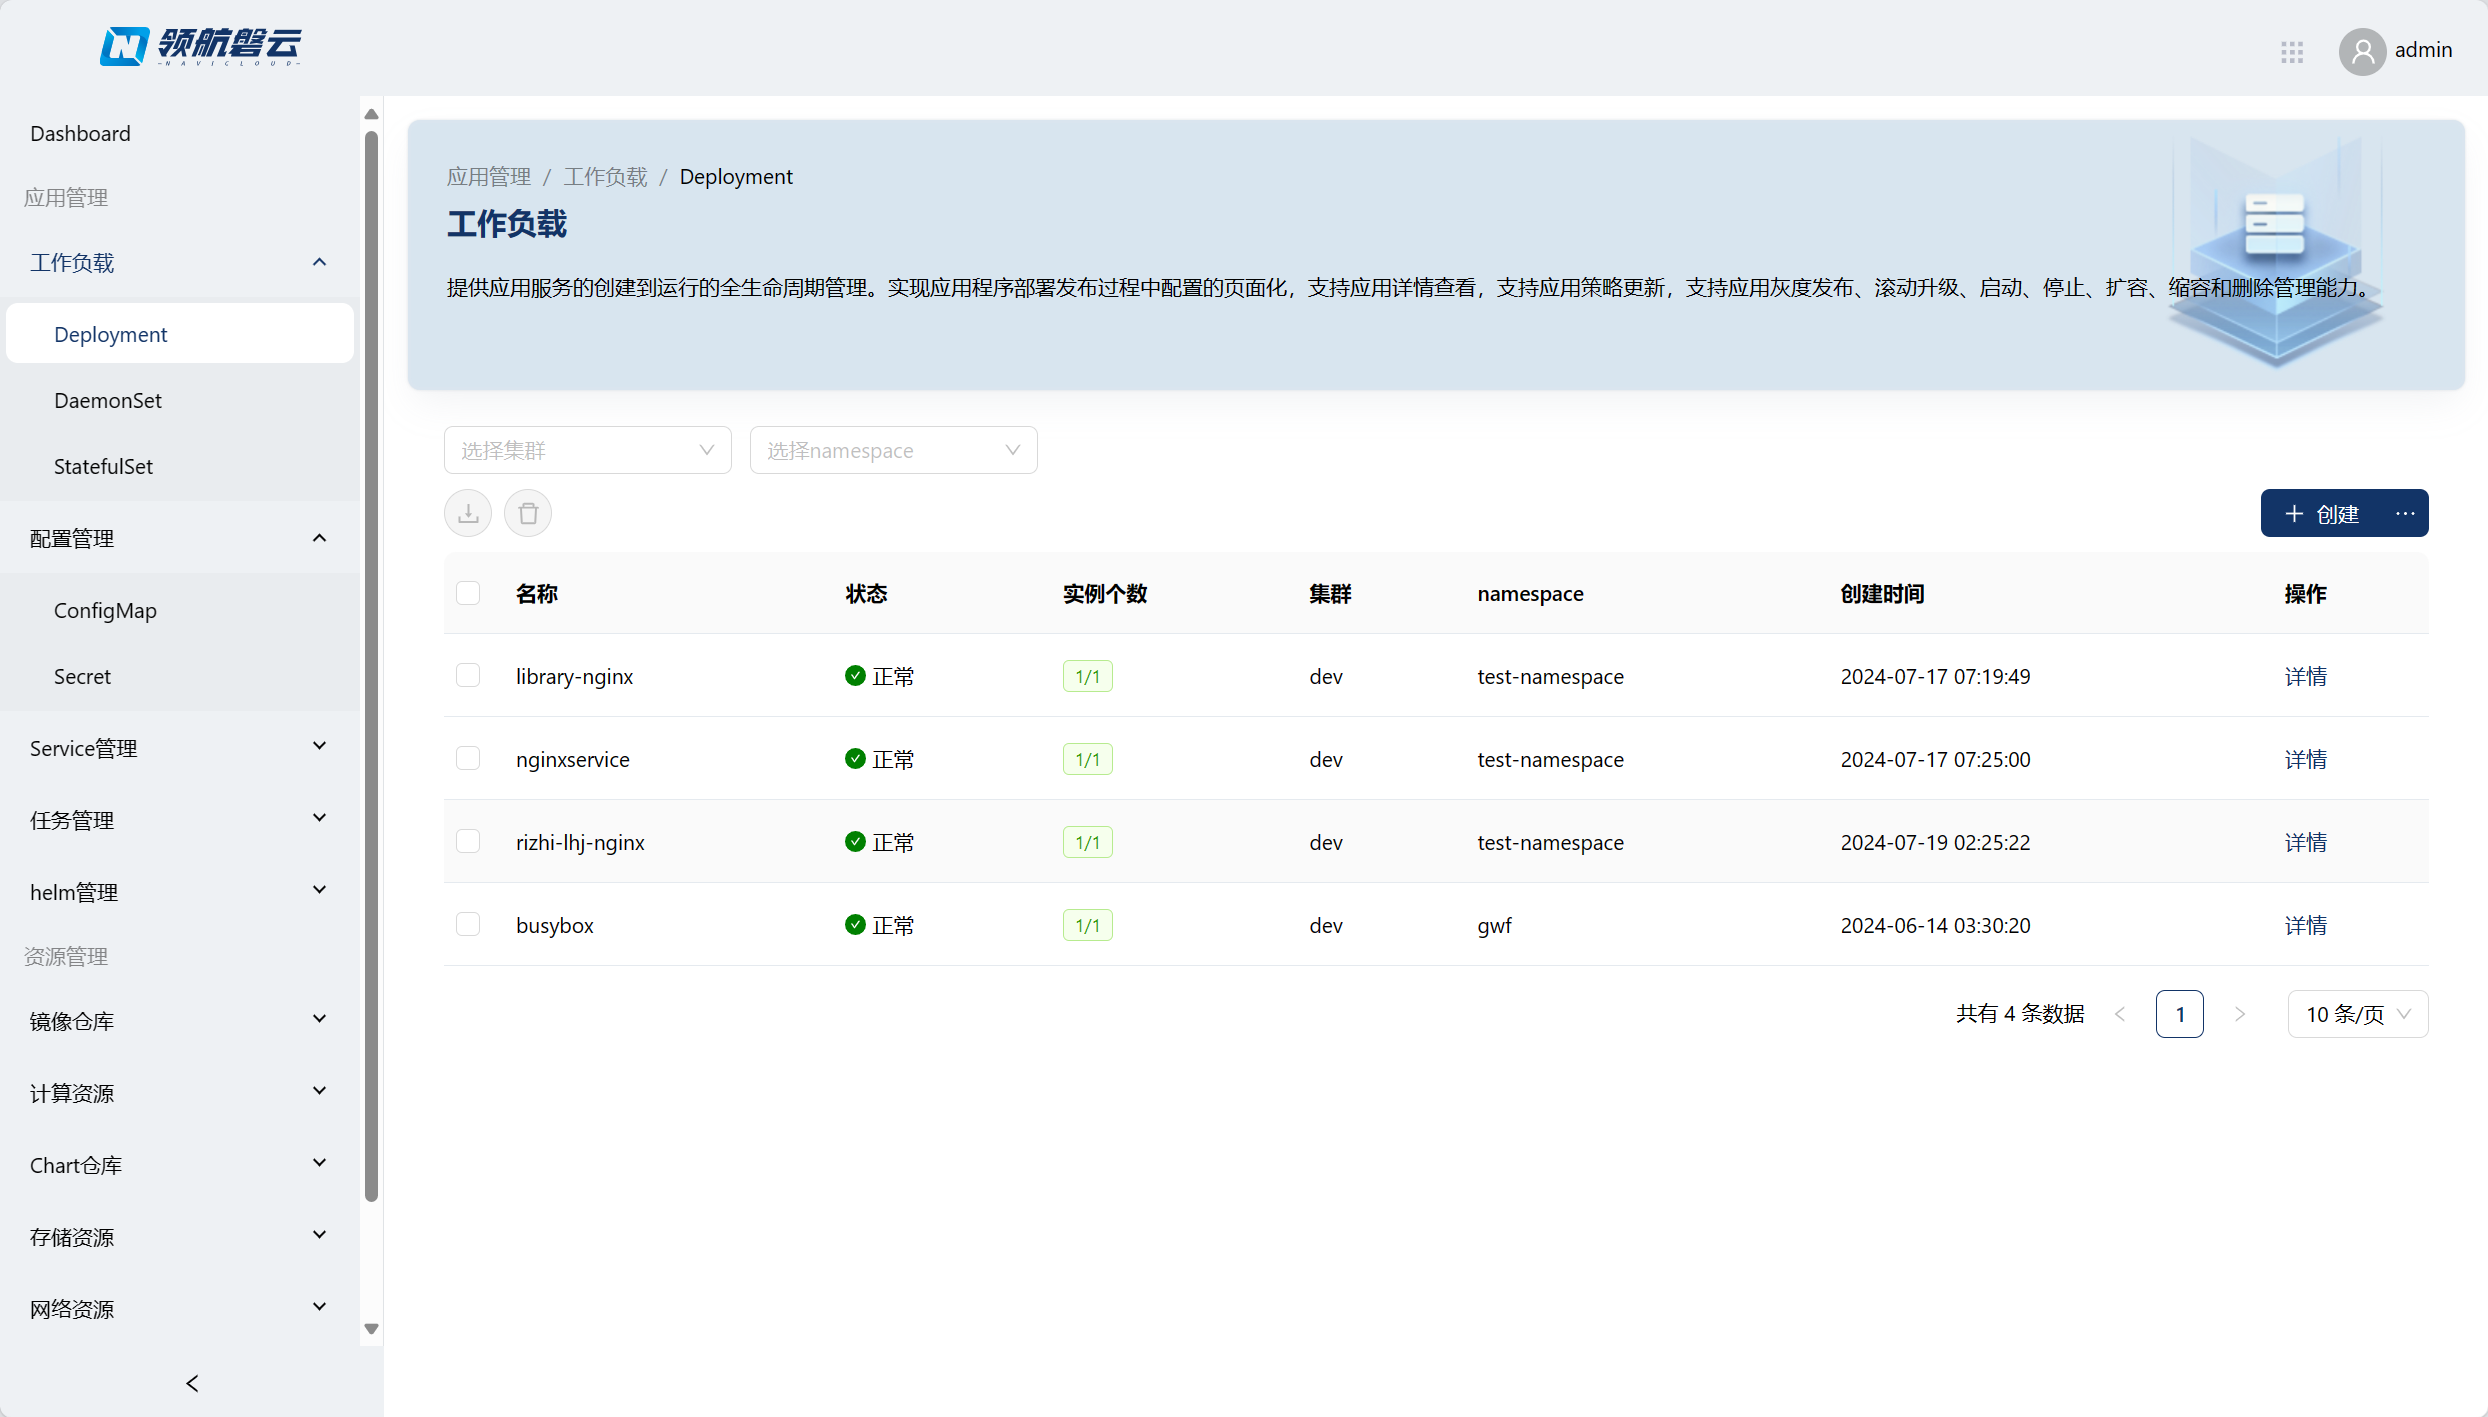 领航磐云
NAVICLOUD
admin
Dashboard
应用管理
工作负载
Deployment
DaemonSet
StatefulSet
配置管理
ConfigMap
Secret
Service管理
任务管理
helm管理
资源管理
镜像仓库
计算资源
Chart仓库
存储资源
网络资源
应用管理 / 工作负载 / Deployment
工作负载
提供应用服务的创建到运行的全生命周期管理。实现应用程序部署发布过程中配置的页面化，支持应用详情查看，支持应用策略更新，支持应用灰度发布、滚动升级、启动、停止、扩容、缩容和删除管理能力。
选择集群 选择namespace
创建 ···
名称 状态 实例个数 集群 namespace 创建时间 操作
library-nginx 正常 1/1 dev test-namespace 2024-07-17 07:19:49 详情
nginxservice 正常 1/1 dev test-namespace 2024-07-17 07:25:00 详情
rizhi-lhj-nginx 正常 1/1 dev test-namespace 2024-07-19 02:25:22 详情
busybox 正常 1/1 dev gwf 2024-06-14 03:30:20 详情
共有 4 条数据 1 10 条/页